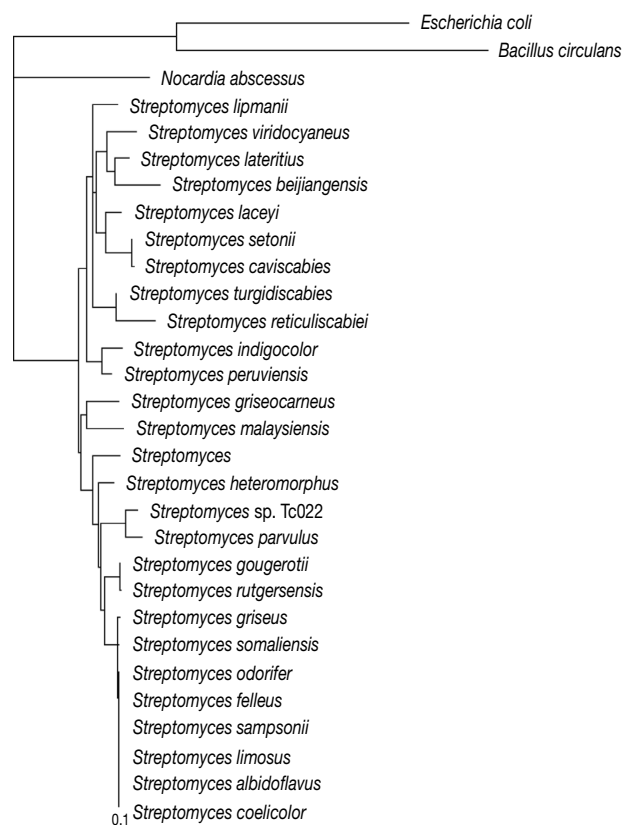 Escherichia coli
Bacillus circulans
Nocardia abscessus
Streptomyces lipmanii
Streptomyces viridocyaneus
Streptomyces lateritius
Streptomyces beijiangensis
Streptomyces laceyi
Streptomyces setonii
Streptomyces caviscabies
Streptomyces turgidiscabies
Streptomyces reticuliscabiei
Streptomyces indigocolor
Streptomyces peruviensis
Streptomyces griseocarneus
Streptomyces malaysiensis
Streptomyces
Streptomyces heteromorphus
Streptomyces sp. Tc022
Streptomyces parvulus
Streptomyces gougerotii
Streptomyces rutgersensis
Streptomyces griseus
Streptomyces somaliensis
Streptomyces odorifer
Streptomyces felleus
Streptomyces sampsonii
Streptomyces limosus
Streptomyces albidoflavus
0.1 Streptomyces coelicolor